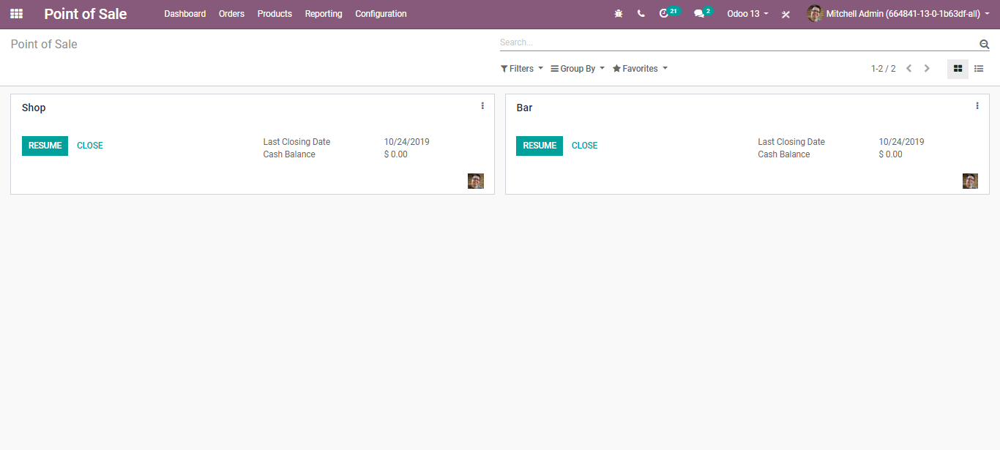 Point of Sale Dashboard Orders Products Reporting Configuration 21 2 Odoo 13 Mitchell Admin (664841-13-0-1b63df-all)
Point of Sale Search...
Filters Group By Favorites 1-2 / 2
Shop Bar
RESUME CLOSE Last Closing Date 10/24/2019 RESUME CLOSE Last Closing Date 10/24/2019
Cash Balance $ 0.00 Cash Balance $ 0.00